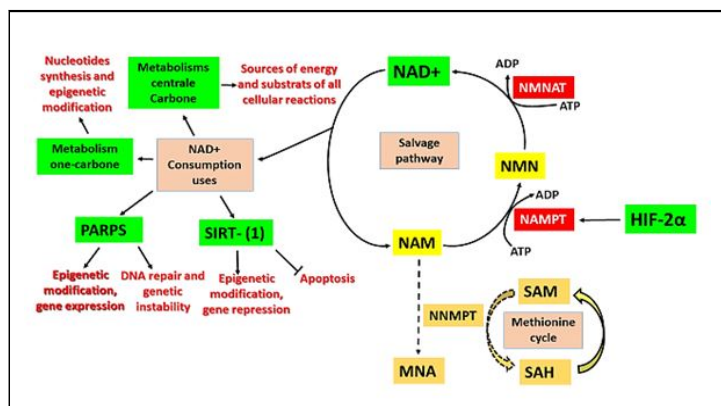 Nucleotides
synthesis and
epigenetic
modification
Metabolisms
centrale
Carbone
Sources of energy
and substrats of all
cellular reactions
NAD+
ADP
NMNAT
ATP
Metabolism
one-carbone
NAD+
Consumption
uses
Salvage
pathway
NMN
ADP
NAMPT
HIF-2α
ATP
PARPS
SIRT- (1)
NAM
Epigenetic
modification,
gene expression
DNA repair and
genetic
instability
Epigenetic
modification,
gene repression
Apoptosis
NNMPT
SAM
Methionine
cycle
SAH
MNA